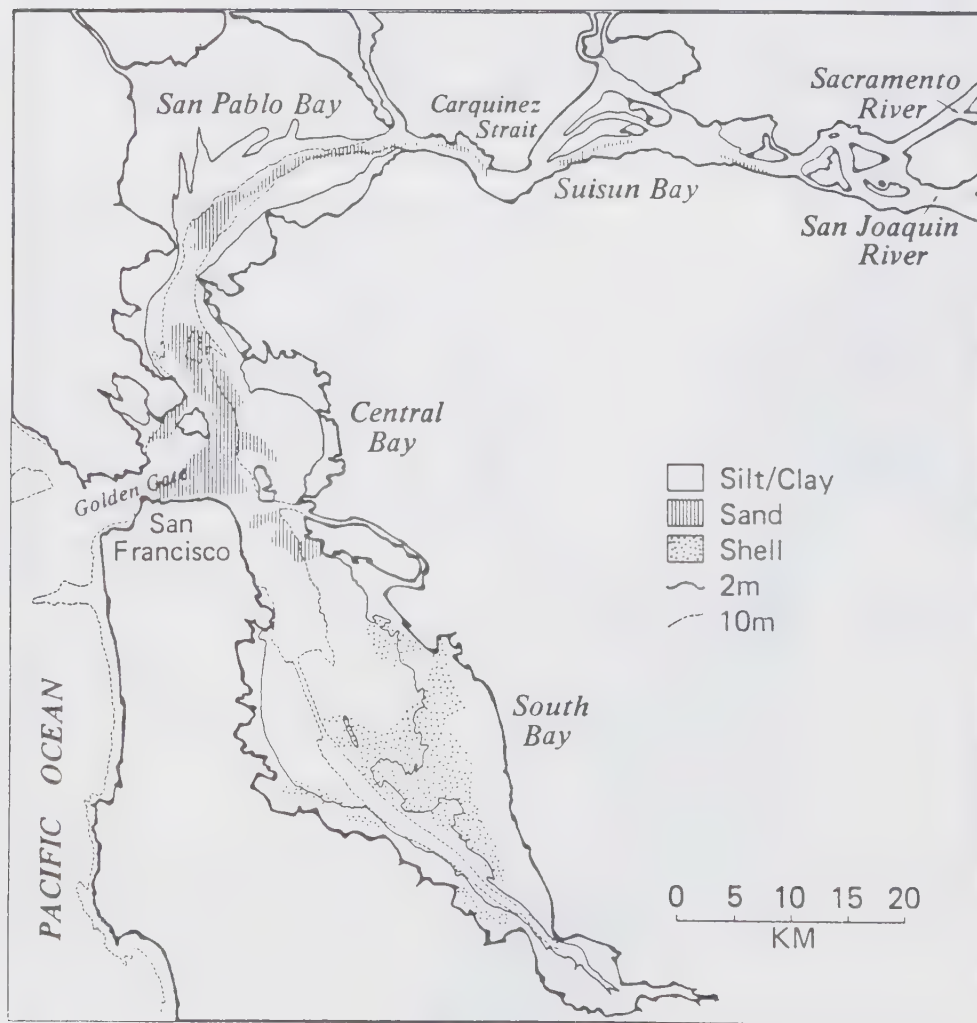 San Pablo Bay
Carquinez
Strait
Sacramento
River
Suisun Bay
San Joaquin
River
Central
Bay
Golden Gate
San
Francisco
Silt/Clay
Sand
Shell
2m
10m
South
Bay
PACIFIC OCEAN
0 5 10 15 20
KM